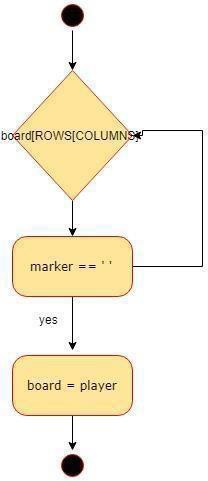 board[ROWS[COLUMNS]
marker == ' '
yes
board = player